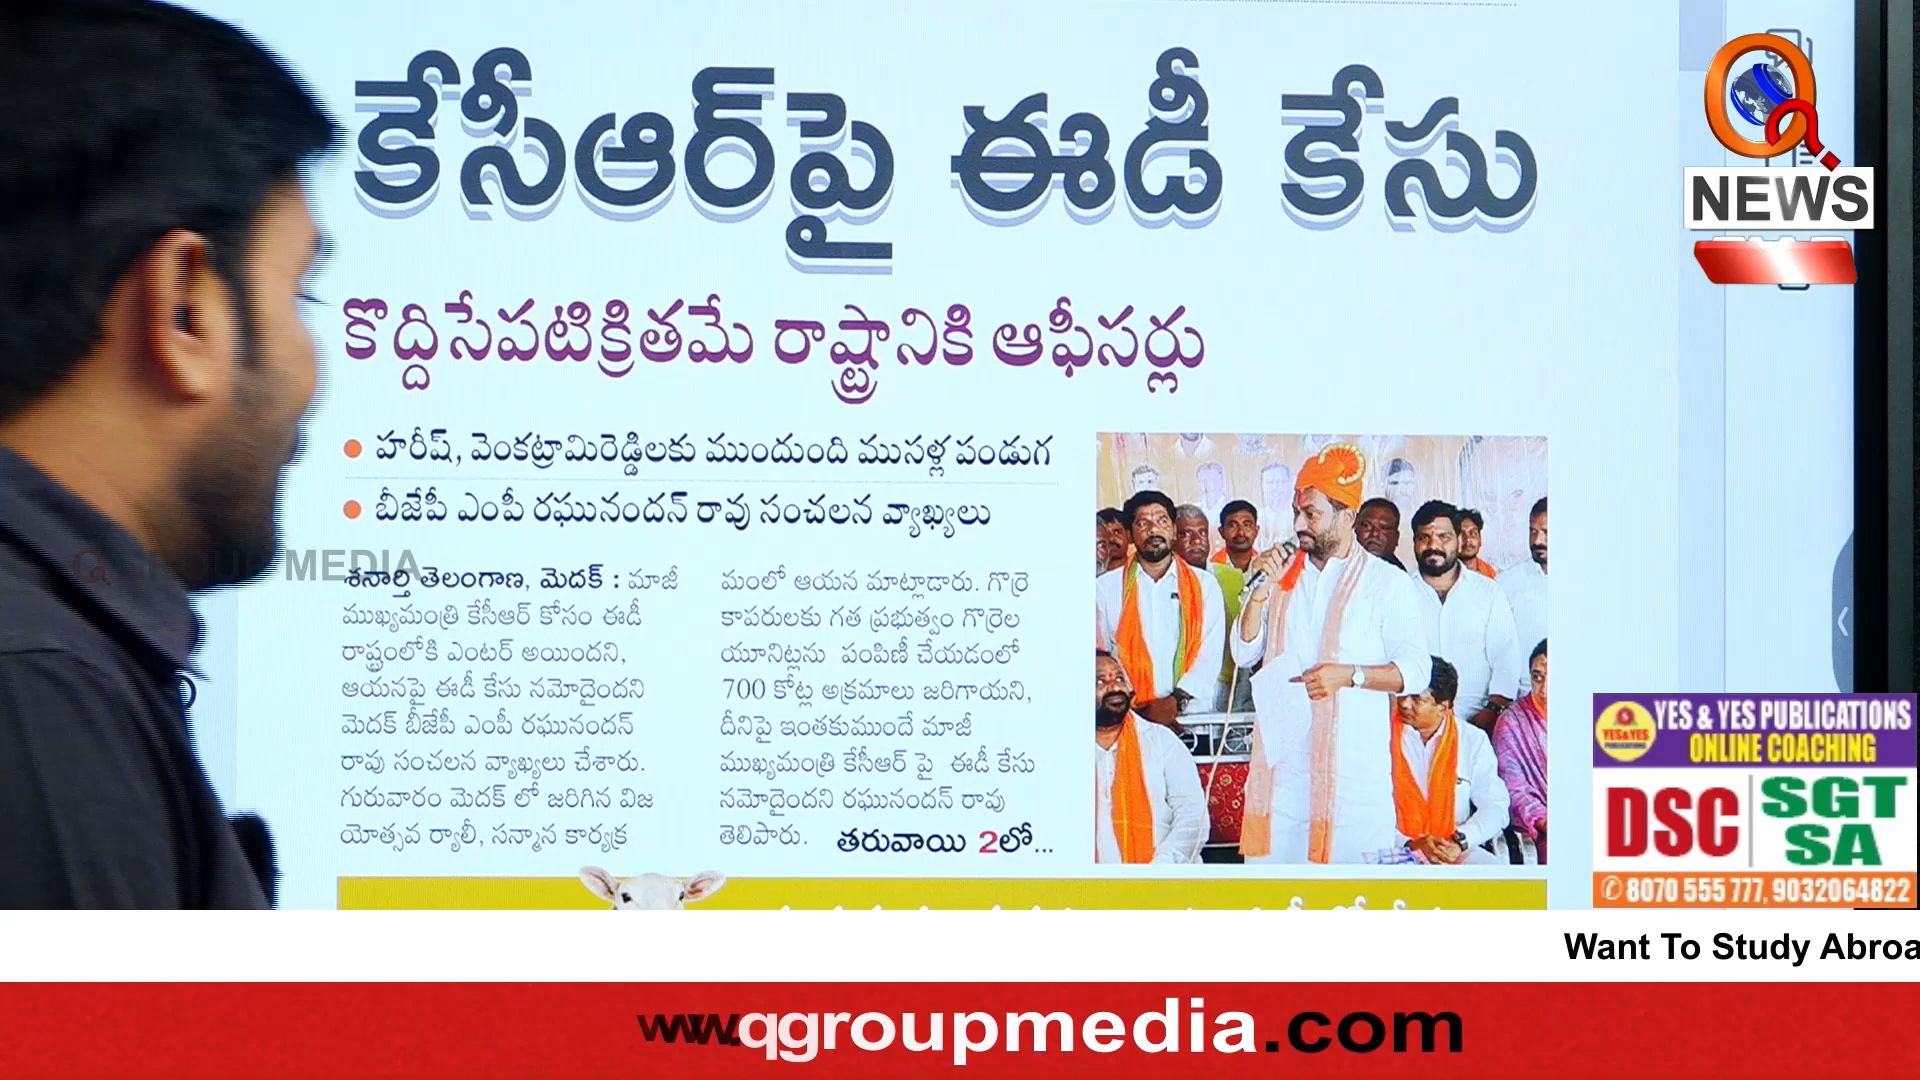 కేసీఆర్‌పై ఈడీ కేసు
NEWS
కొద్దిసేపటిక్రితమే రాష్ట్రానికి ఆఫీసర్లు
హరీష్, వెంకట్రామిరెడ్డిలకు ముందుంది ముసళ్ల పండుగ
బీజేపీ ఎంపీ రఘునందన్ రావు సంచలన వ్యాఖ్యలు
Q GROUP MEDIA
శనార్తి తెలంగాణ, మెదక్ : మాజీ
ముఖ్యమంత్రి కేసీఆర్ కోసం ఈడీ
రాష్ట్రంలోకి ఎంటర్ అయిందని,
ఆయనపై ఈడీ కేసు నమోదైందని
మెదక్ బీజేపీ ఎంపీ రఘునందన్
రావు సంచలన వ్యాఖ్యలు చేశారు.
గురువారం మెదక్ లో జరిగిన విజ
యోత్సవ ర్యాలీ, సన్మాన కార్యక్ర
మంలో ఆయన మాట్లాడారు. గొర్రె
కాపరులకు గత ప్రభుత్వం గొర్రెల
యూనిట్లను పంపిణీ చేయడంలో
700 కోట్ల అక్రమాలు జరిగాయని,
దీనిపై ఇంతకుముందే మాజీ
ముఖ్యమంత్రి కేసీఆర్ పై ఈడీ కేసు
నమోదైందని రఘునందన్ రావు
తెలిపారు. తరువాయి 2లో...
YES & YES PUBLICATIONS
ONLINE COACHING
YES&YES
DSC
SGT
SA
8070 555 777, 9032064822
Want To Study Abroa
www.qgroupmedia.com